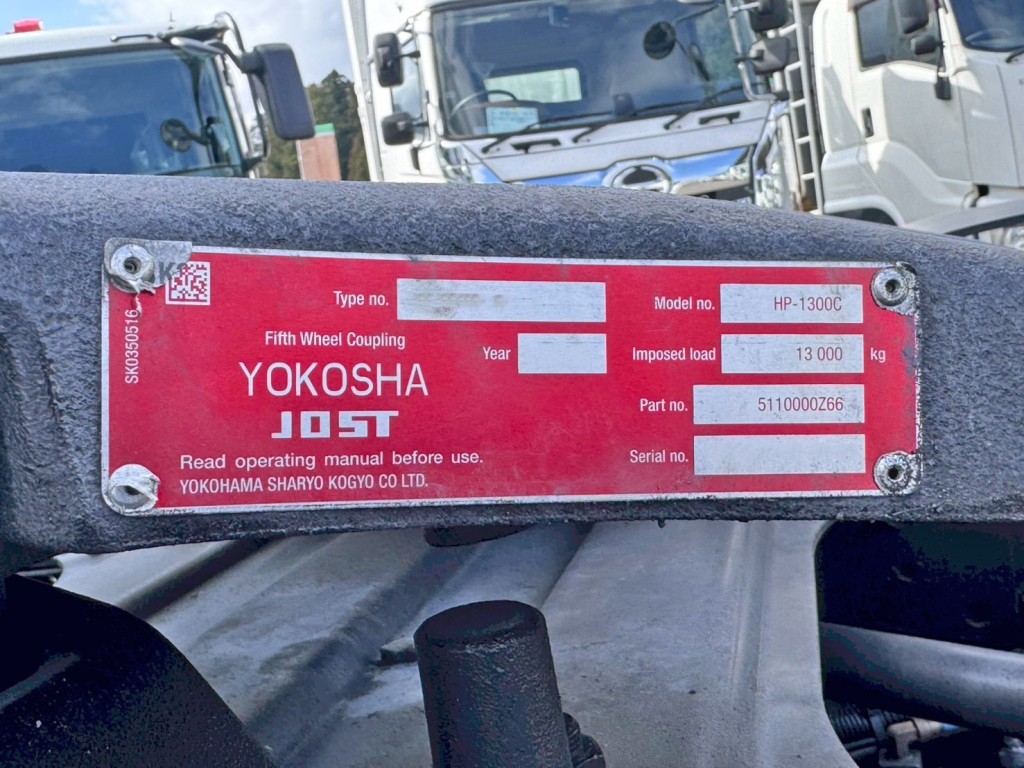 SK0350516
Type no.
Model no. HP-1300C
Fifth Wheel Coupling
Year
Imposed load 13 000 kg
YOKOSHA
JOST
Part no. 5110000Z66
Read operating manual before use.
Serial no.
YOKOHAMA SHARYO KOGYO CO LTD.